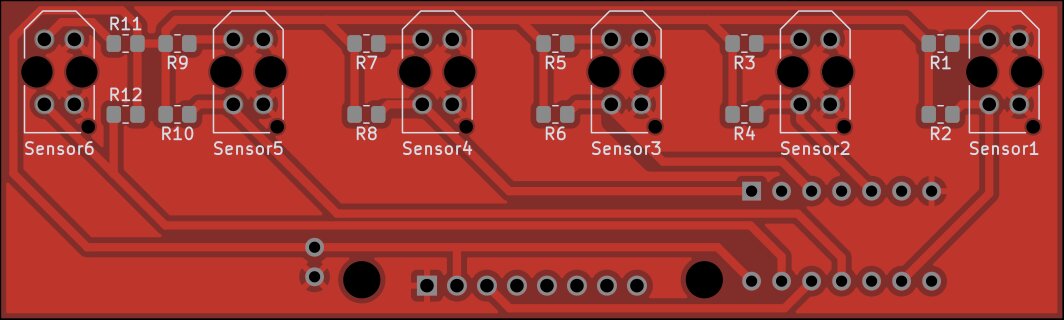 R11
R9
R7
R5
R3
R1
R12
R10
R8
R6
R4
R2
Sensor6
Sensor5
Sensor4
Sensor3
Sensor2
Sensor1